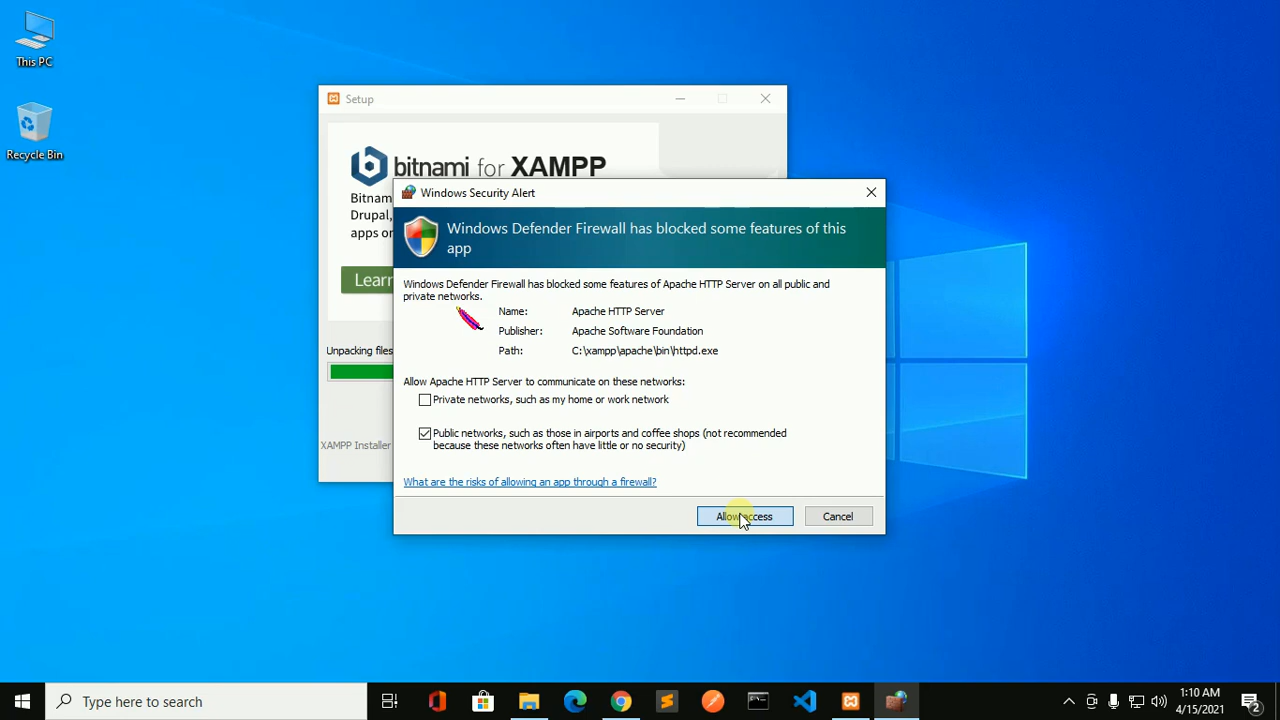 This PC
Recycle Bin
Setup
bitnami for XAMPP
Bitnam
Drupal,
apps or
Learn
Unpacking files
XAMPP Installer
Windows Security Alert
Windows Defender Firewall has blocked some features of this
app
Windows Defender Firewall has blocked some features of Apache HTTP Server on all public and
private networks.
Name: Apache HTTP Server
Publisher: Apache Software Foundation
Path: C:\xampp\apache\bin\httpd.exe
Allow Apache HTTP Server to communicate on these networks:
Private networks, such as my home or work network
Public networks, such as those in airports and coffee shops (not recommended
because these networks often have little or no security)
What are the risks of allowing an app through a firewall?
Allow access
Cancel
Type here to search
1:10 AM
4/15/2021
2